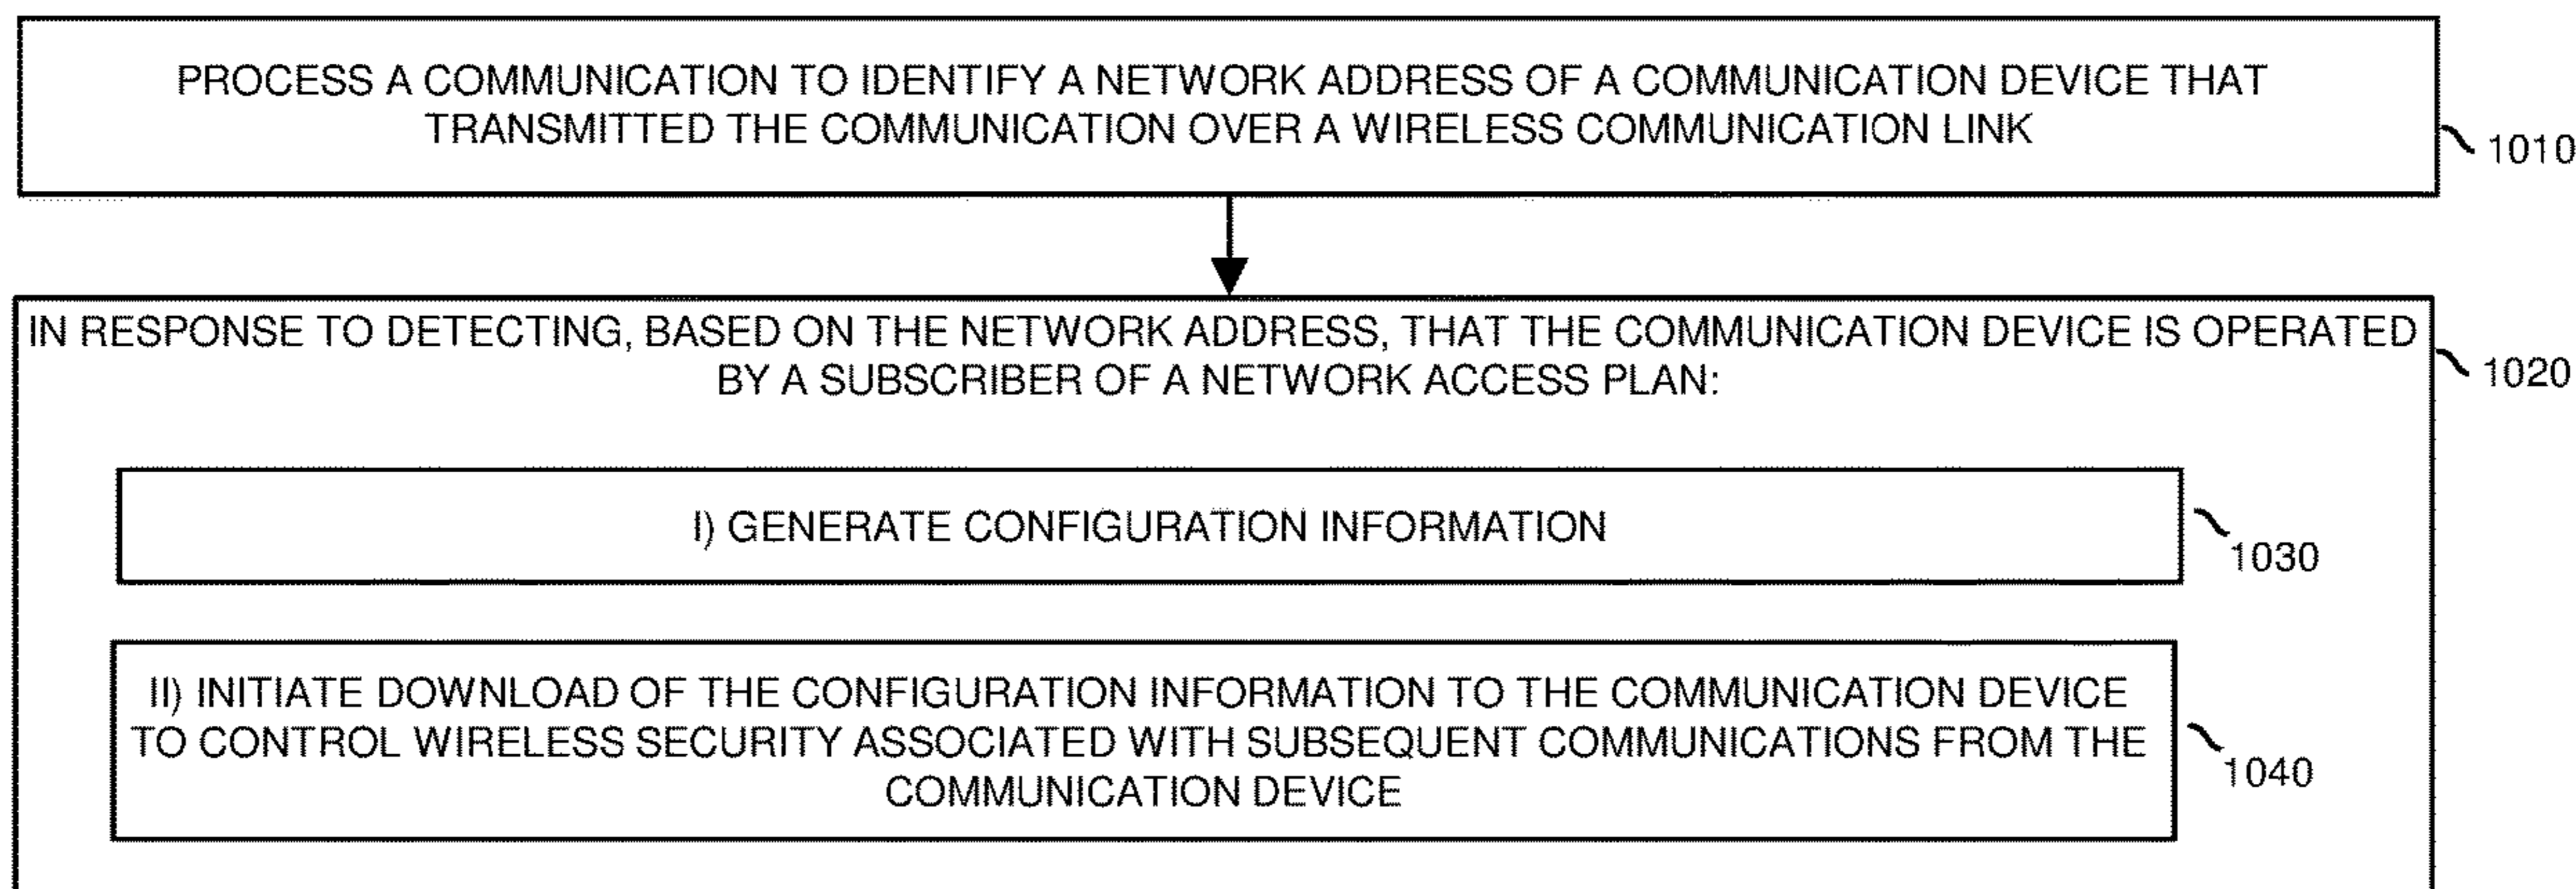 PROCESS A COMMUNICATION TO IDENTIFY A NETWORK ADDRESS OF A COMMUNICATION DEVICE THAT
TRANSMITTED THE COMMUNICATION OVER A WIRELESS COMMUNICATION LINK
1010
IN RESPONSE TO DETECTING, BASED ON THE NETWORK ADDRESS, THAT THE COMMUNICATION DEVICE IS OPERATED
BY A SUBSCRIBER OF A NETWORK ACCESS PLAN:
1020
I) GENERATE CONFIGURATION INFORMATION
1030
II) INITIATE DOWNLOAD OF THE CONFIGURATION INFORMATION TO THE COMMUNICATION DEVICE
TO CONTROL WIRELESS SECURITY ASSOCIATED WITH SUBSEQUENT COMMUNICATIONS FROM THE
COMMUNICATION DEVICE
1040